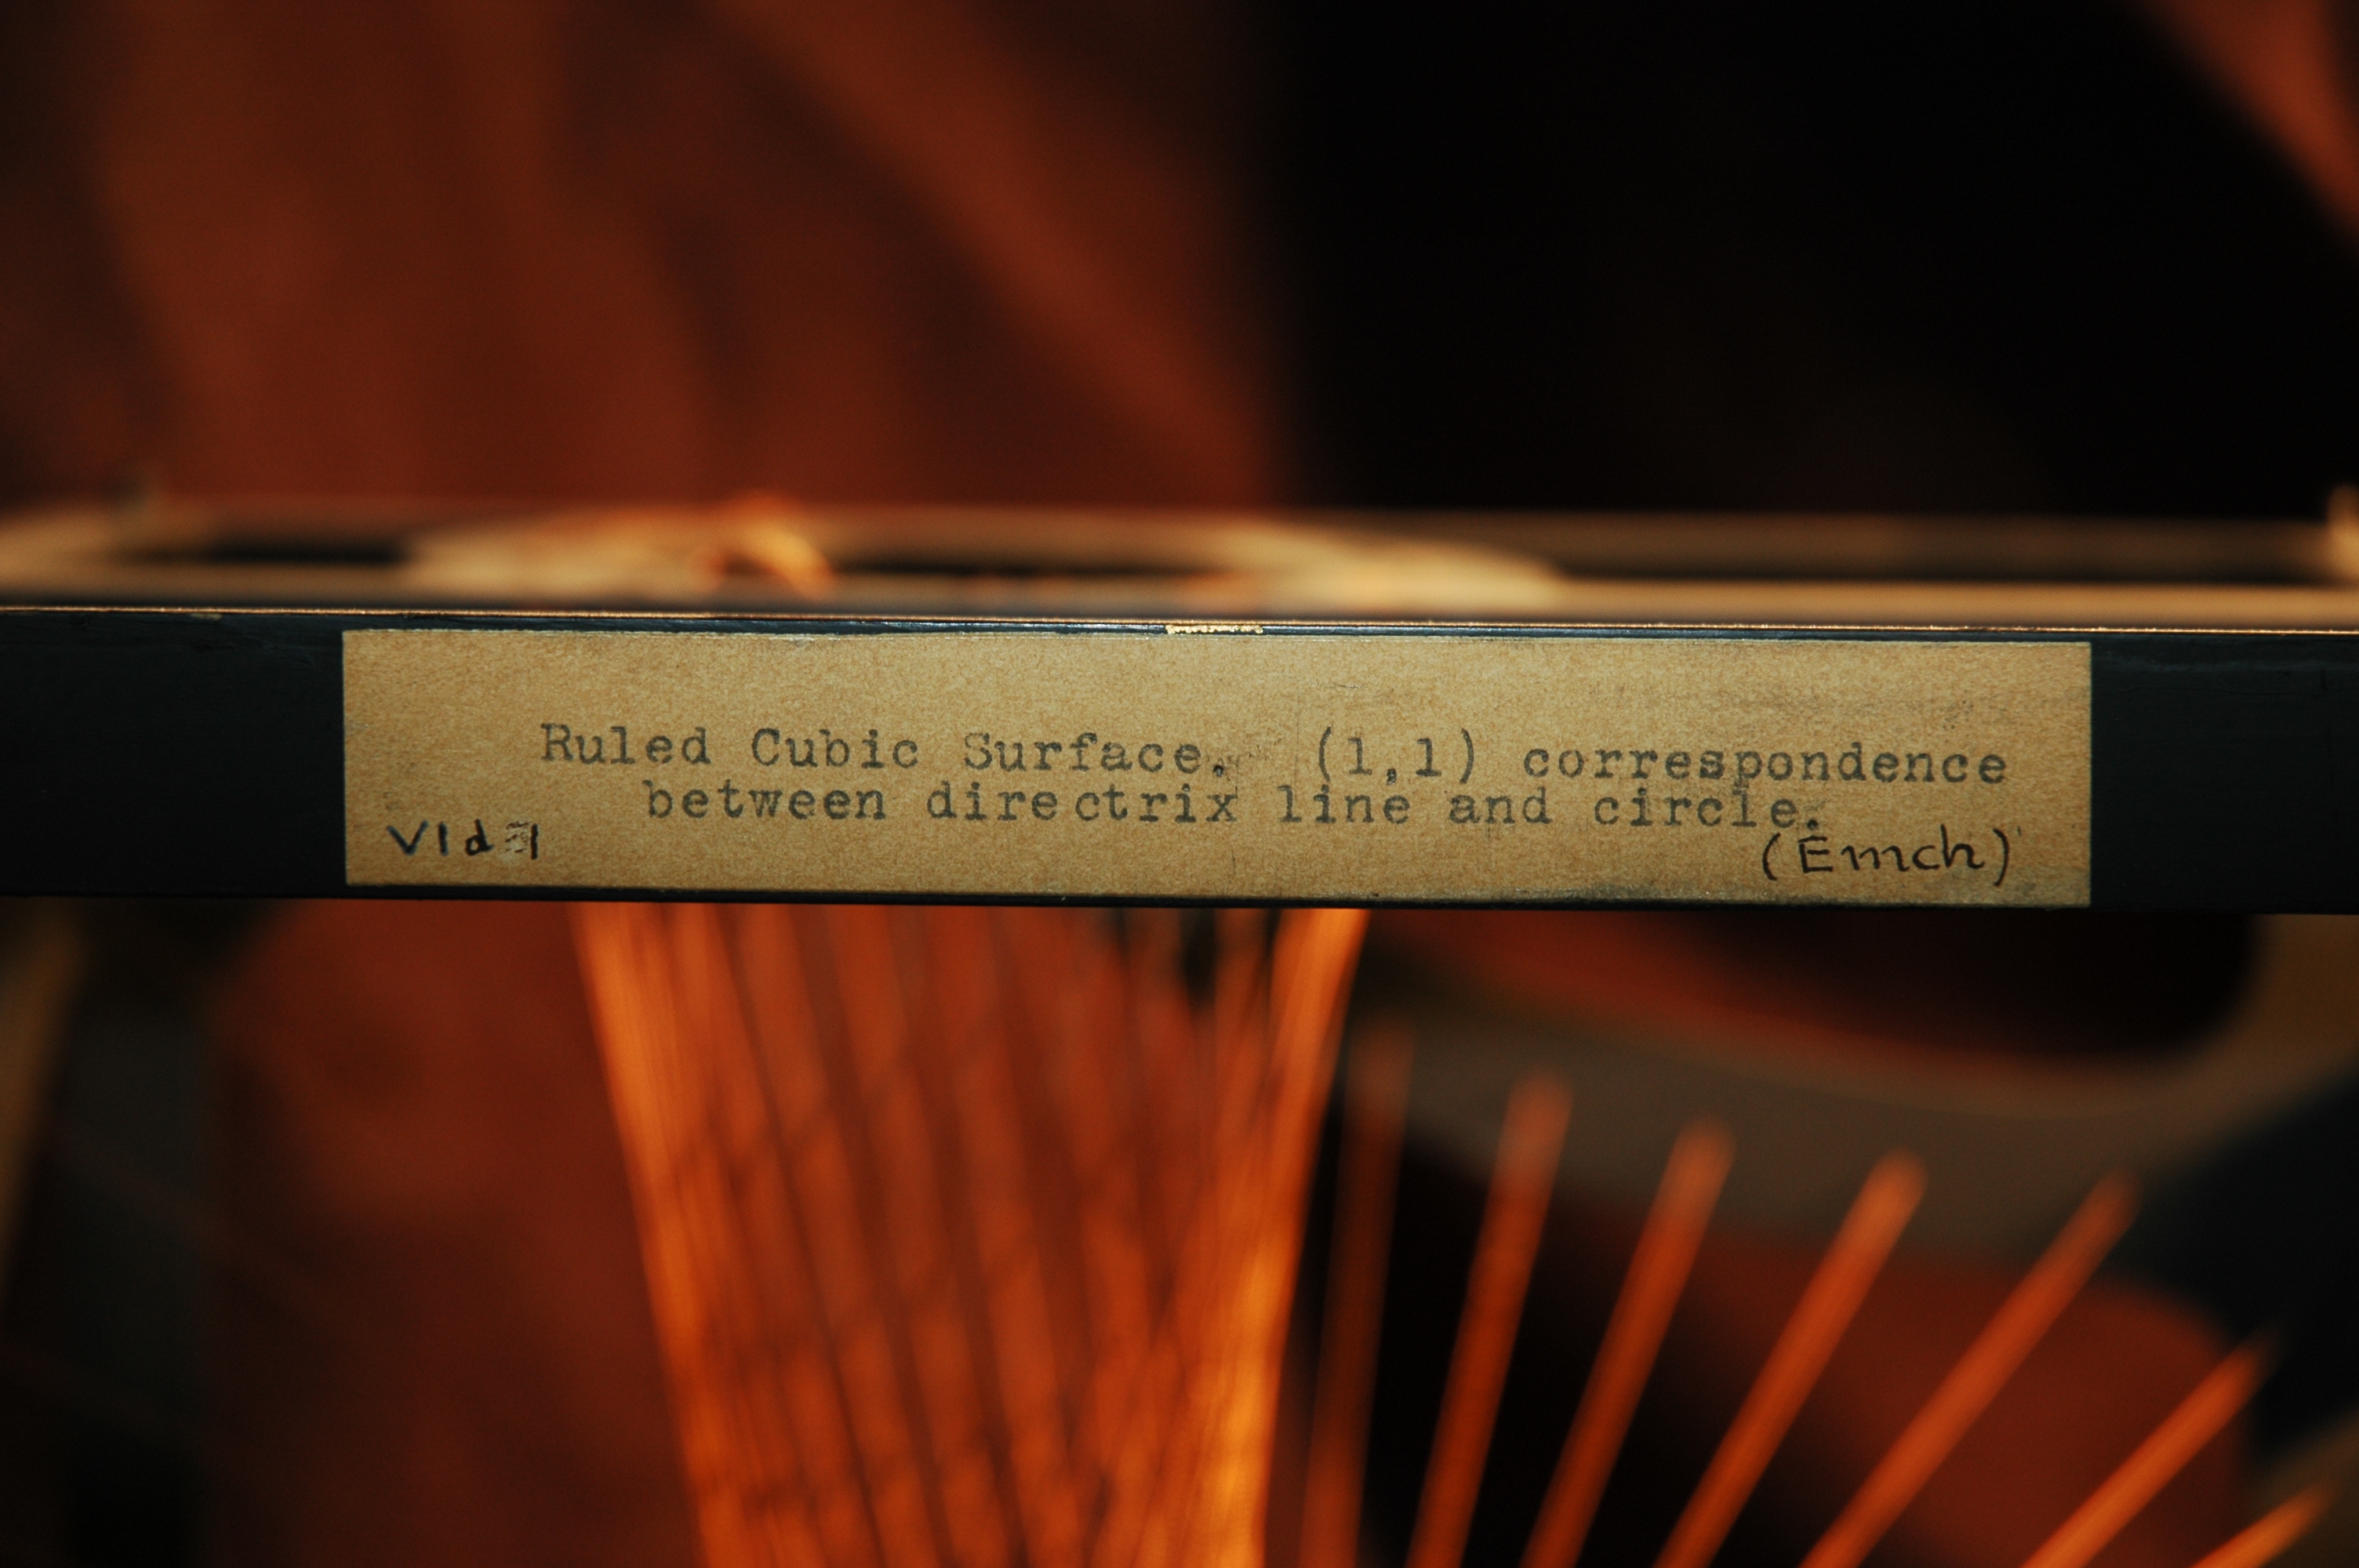 Ruled Cubic Surface. (1,1) correspondence
between directrix line and circle.
(Emch)